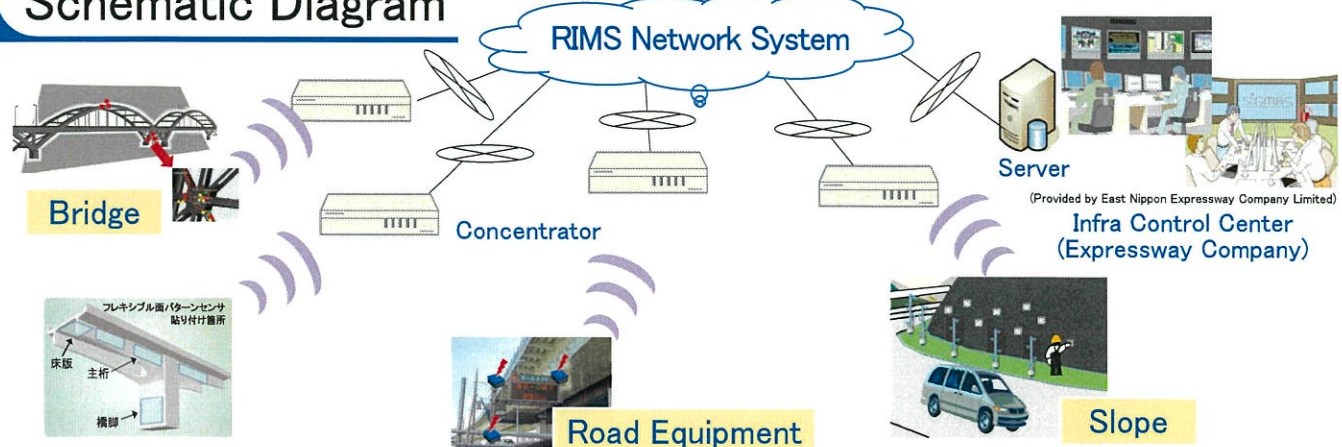 Schematic Diagram
RIMS Network System
Bridge
Concentrator
Server
(Provided by East Nippon Expressway Company Limited)
Infra Control Center
(Expressway Company)
フレキシブル面パターンセンサ
貼り付け箇所
床版
主桁
橋脚
Road Equipment
Slope